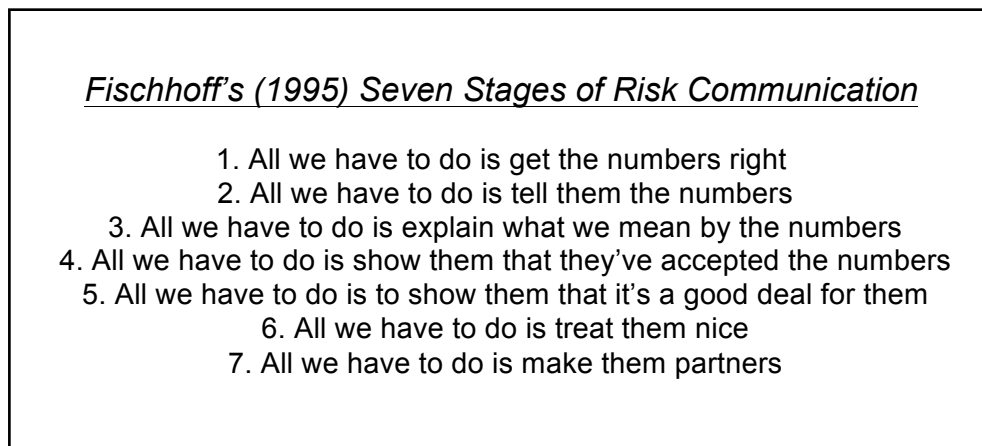 Fischhoff’s (1995) Seven Stages of Risk Communication
1. All we have to do is get the numbers right
2. All we have to do is tell them the numbers
3. All we have to do is explain what we mean by the numbers
4. All we have to do is show them that they’ve accepted the numbers
5. All we have to do is to show them that it’s a good deal for them
6. All we have to do is treat them nice
7. All we have to do is make them partners